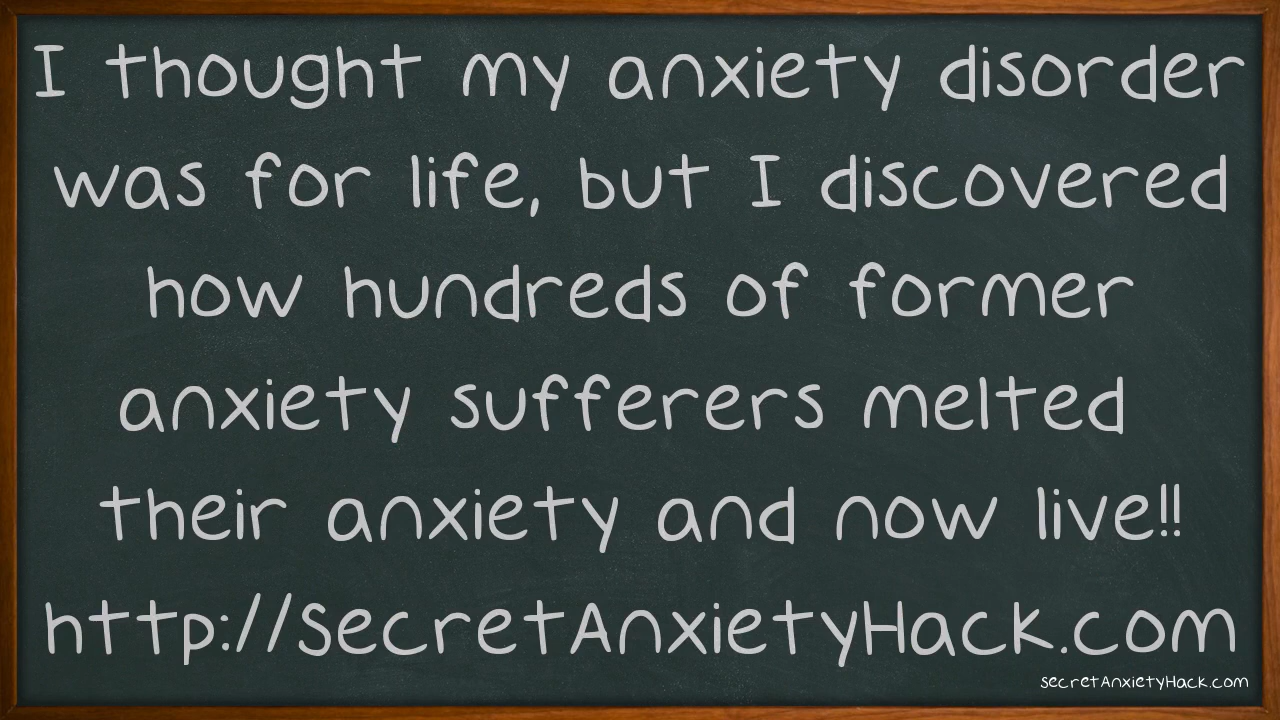 I thought my anxiety disorder
was for life, but I discovered
how hundreds of former
anxiety sufferers melted
their anxiety and now live!!
http://SecretAnxietyHack.com
secretAnxietyHack.com